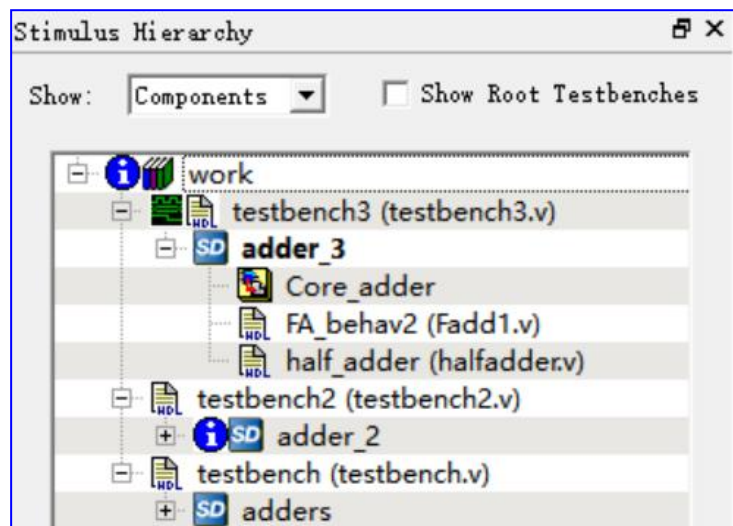 Stimulus Hierarchy
Show: Components Show Root Testbenches
work
testbench3 (testbench3.v)
SD adder_3
Core_adder
HDL FA_behav2 (Fadd1.v)
HDL half_adder (halfadder.v)
HDL testbench2 (testbench2.v)
SD adder_2
HDL testbench (testbench.v)
SD adders